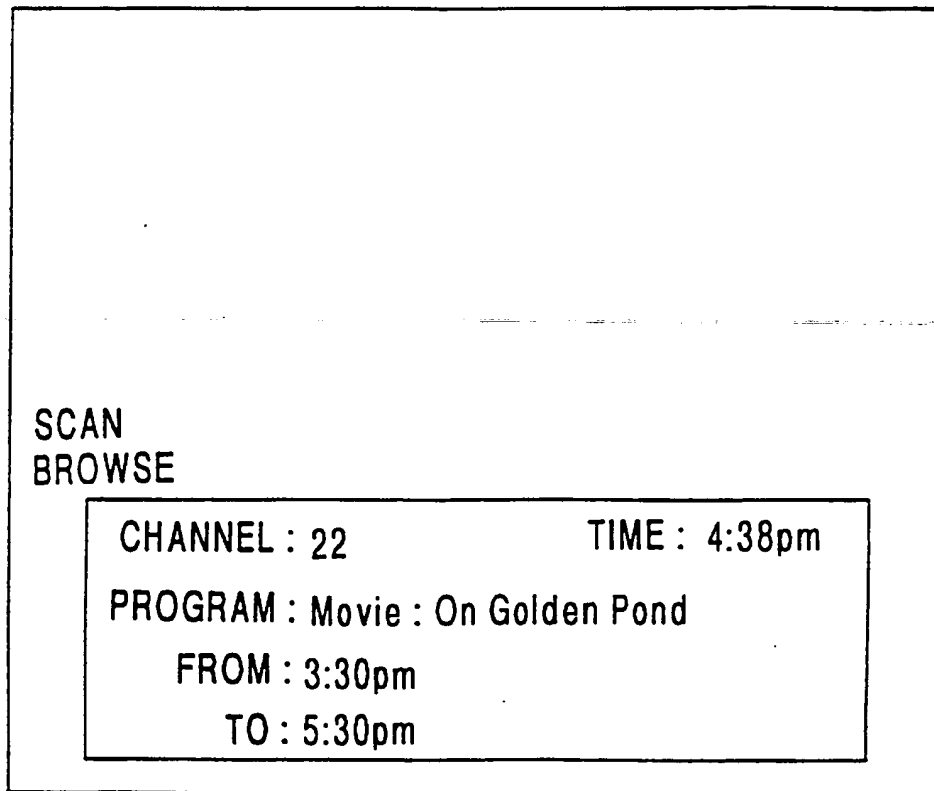 SCAN
BROWSE
CHANNEL : 22 TIME : 4:38pm
PROGRAM : Movie : On Golden Pond
FROM : 3:30pm
TO : 5:30pm